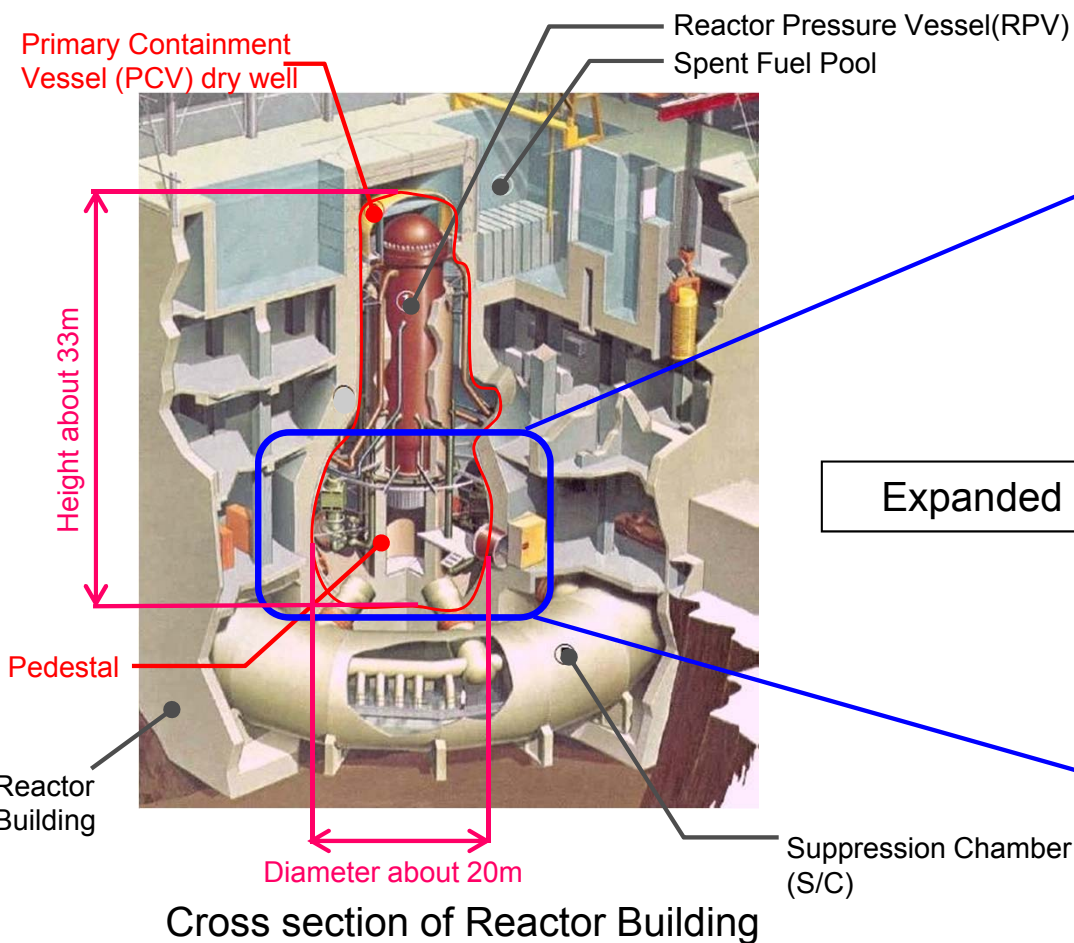 Primary Containment
Vessel (PCV) dry well
Reactor Pressure Vessel(RPV)
Spent Fuel Pool
Height about 33m
Expanded
Pedestal
Reactor
Building
Diameter about 20m
Suppression Chamber
(S/C)
Cross section of Reactor Building